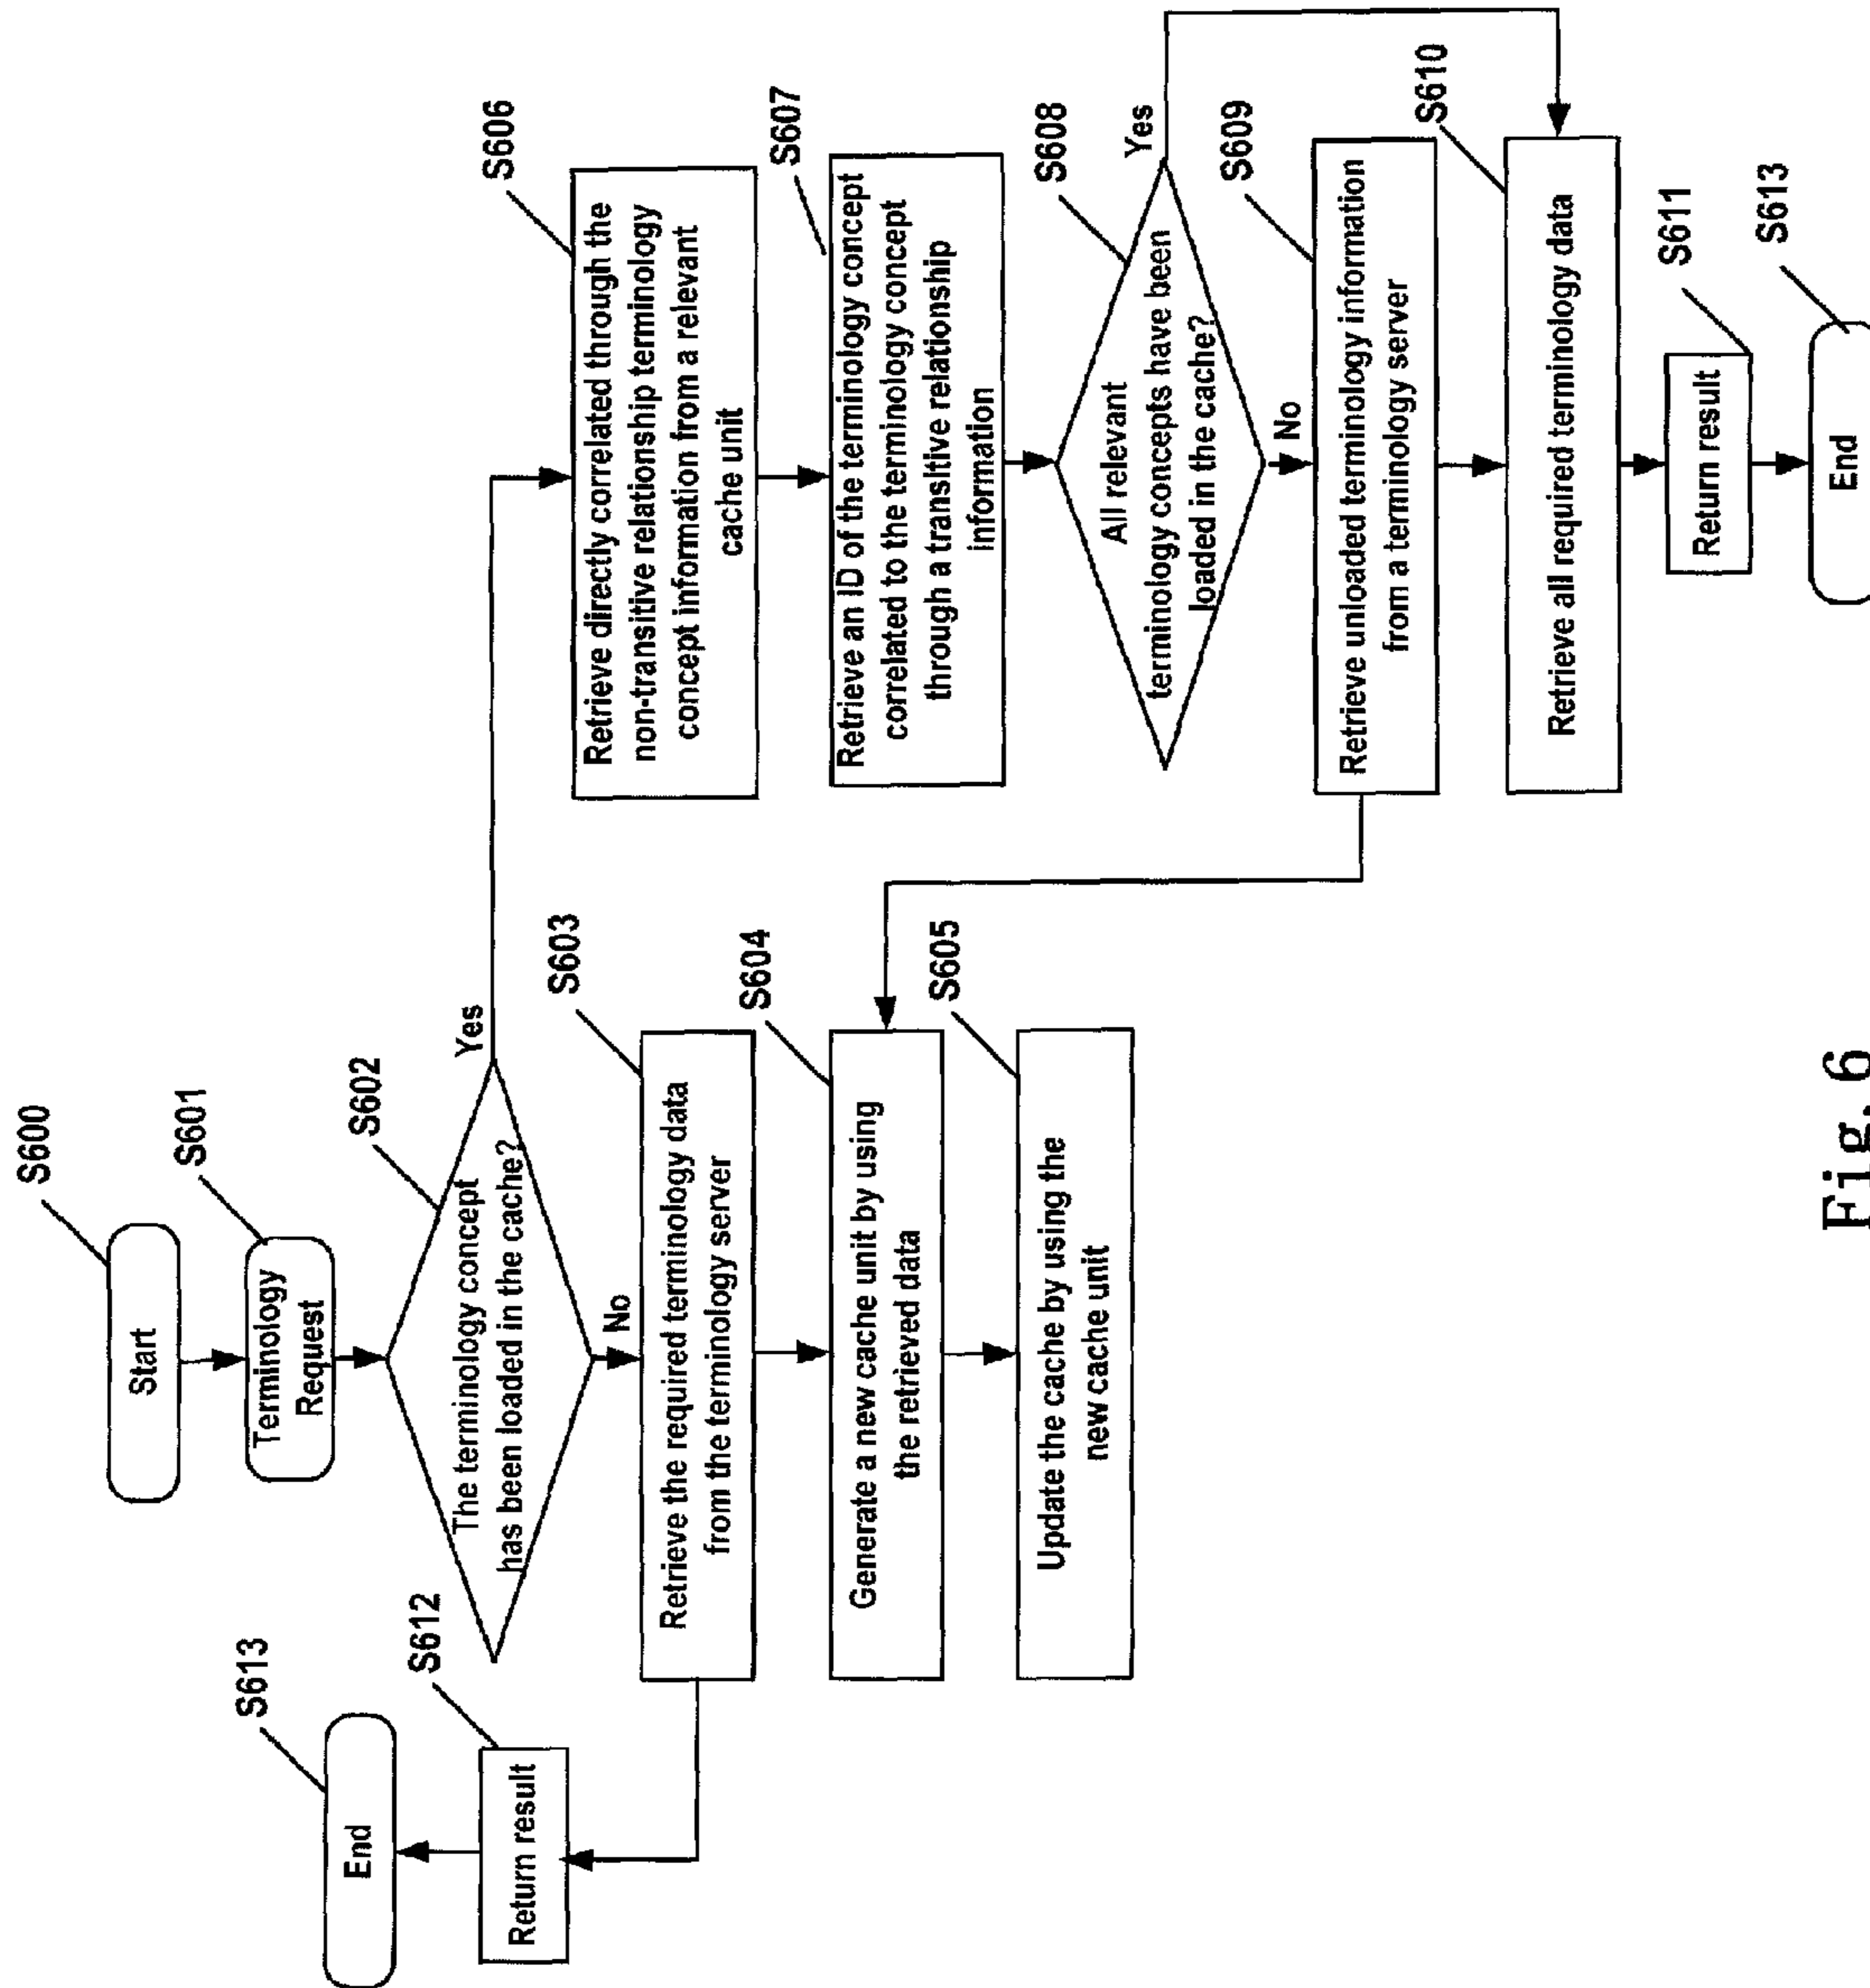 S600
Start
S601
Terminology
Request
S602
The terminology concept
has been loaded in the cache?
Yes
No
S603
Retrieve the required terminology data
from the terminology server
S604
Generate a new cache unit by using
the retrieved data
S605
Update the cache by using the
new cache unit
S613
End
S612
Return result
S606
Retrieve directly correlated through the
non-transitive relationship terminology
concept information from a relevant
cache unit
S607
Retrieve an ID of the terminology concept
correlated to the terminology concept
through a transitive relationship
information
S608
All relevant
terminology concepts have been
loaded in the cache?
Yes
No
S609
Retrieve unloaded terminology information
from a terminology server
S610
Retrieve all required terminology data
S611
Return result
S613
End
Fig. 6